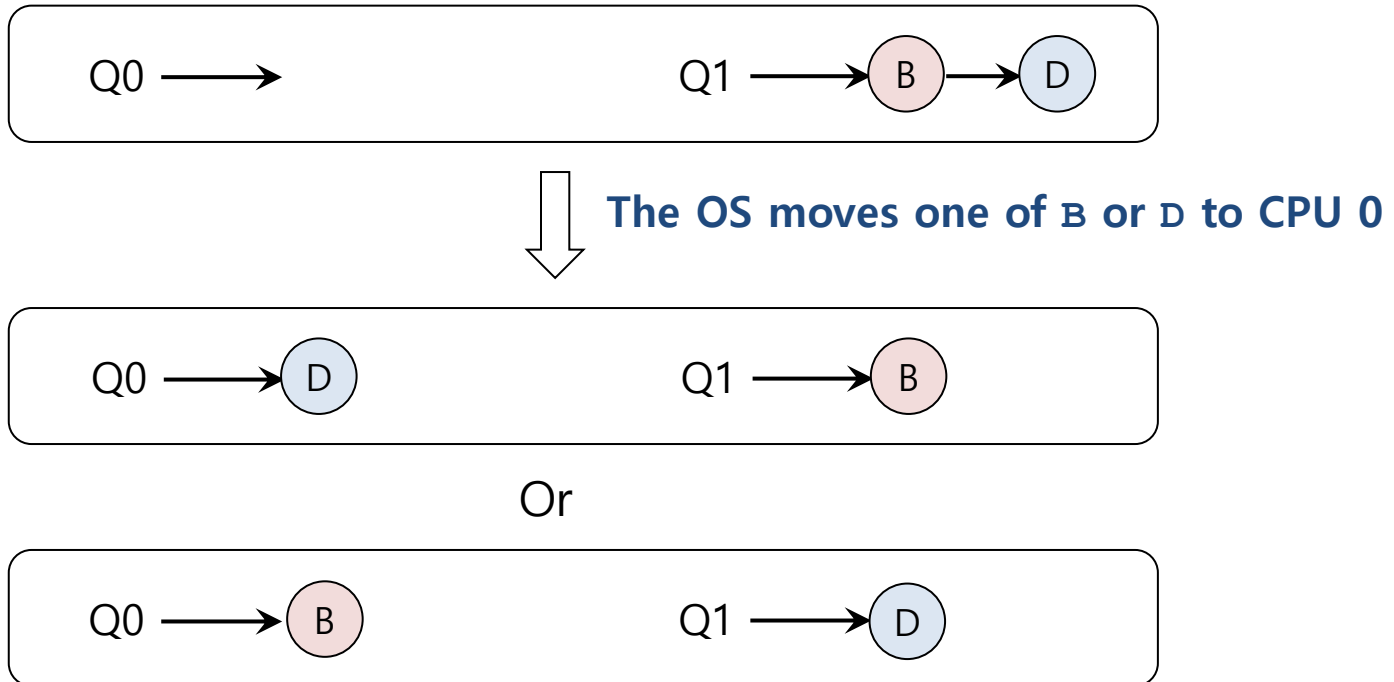 Q0 Q1 B D
The OS moves one of B or D to CPU 0
Q0 D Q1 B
Or
Q0 B Q1 D